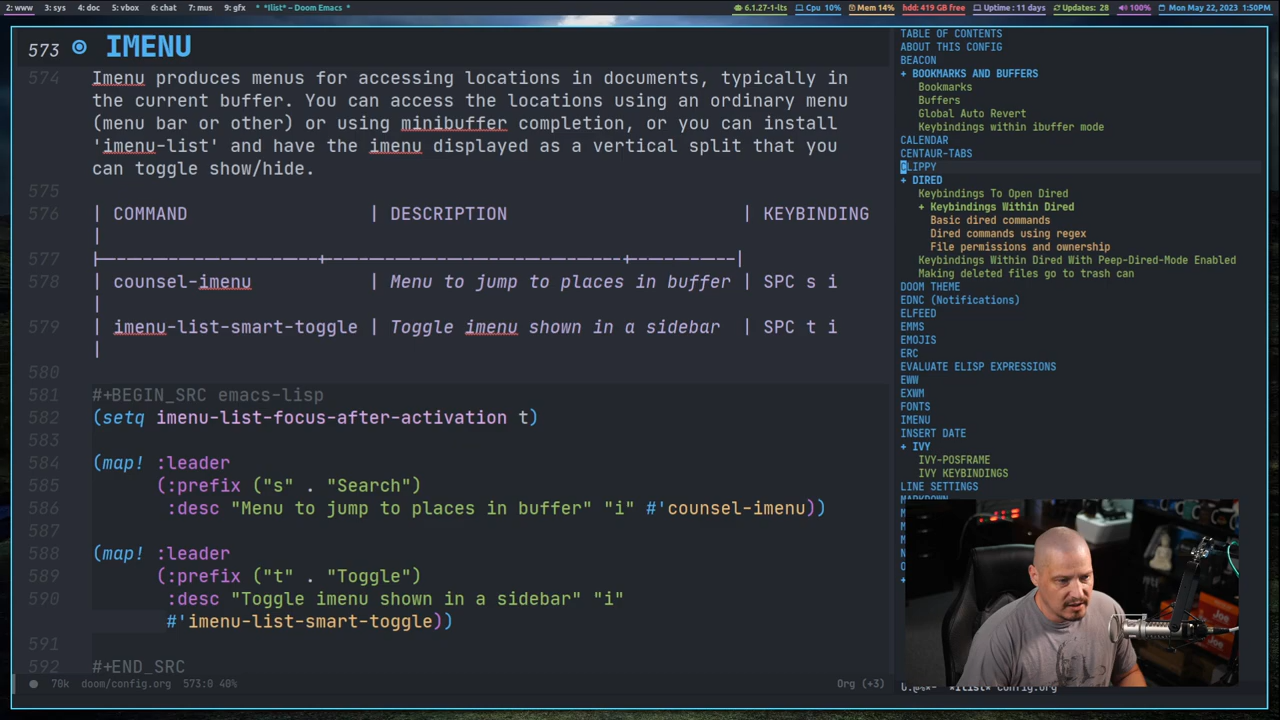 2: www 3: sys 4: doc 5: vbox 6: chat 7: mus 9: gfx * *Ilist* – Doom Emacs *
6.1.27-1-lts Cpu 10% Mem 14% hdd: 419 GB free Uptime : 11 days Updates: 28 100% Mon May 22, 2023 1:50PM
573 IMENU
574 Imenu produces menus for accessing locations in documents, typically in
the current buffer. You can access the locations using an ordinary menu
(menu bar or other) or using minibuffer completion, or you can install
'imenu-list' and have the imenu displayed as a vertical split that you
can toggle show/hide.
575
576 | COMMAND | DESCRIPTION | KEYBINDING
|
577 |----------------------+--------------------------------+-----------|
578 | counsel-imenu | Menu to jump to places in buffer | SPC s i
|
579 | imenu-list-smart-toggle | Toggle imenu shown in a sidebar | SPC t i
|
580
581 #+BEGIN_SRC emacs-lisp
582 (setq imenu-list-focus-after-activation t)
583
584 (map! :leader
585 (:prefix ("s" . "Search")
586 :desc "Menu to jump to places in buffer" "i" #'counsel-imenu))
587
588 (map! :leader
589 (:prefix ("t" . "Toggle")
590 :desc "Toggle imenu shown in a sidebar" "i"
#'imenu-list-smart-toggle))
591
592 #+END_SRC
70k doom/config.org 573:0 40% Org (+3)
TABLE OF CONTENTS
ABOUT THIS CONFIG
BEACON
+ BOOKMARKS AND BUFFERS
Bookmarks
Buffers
Global Auto Revert
Keybindings within ibuffer mode
CALENDAR
CENTAUR-TABS
CLIPPY
+ DIRED
Keybindings To Open Dired
+ Keybindings Within Dired
Basic dired commands
Dired commands using regex
File permissions and ownership
Keybindings Within Dired With Peep-Dired-Mode Enabled
Making deleted files go to trash can
DOOM THEME
EDNC (Notifications)
ELFEED
EMMS
EMOJIS
ERC
EVALUATE ELISP EXPRESSIONS
EWW
EXWM
FONTS
IMENU
INSERT DATE
+ IVY
IVY-POSFRAME
IVY KEYBINDINGS
LINE SETTINGS
MARKDOWN